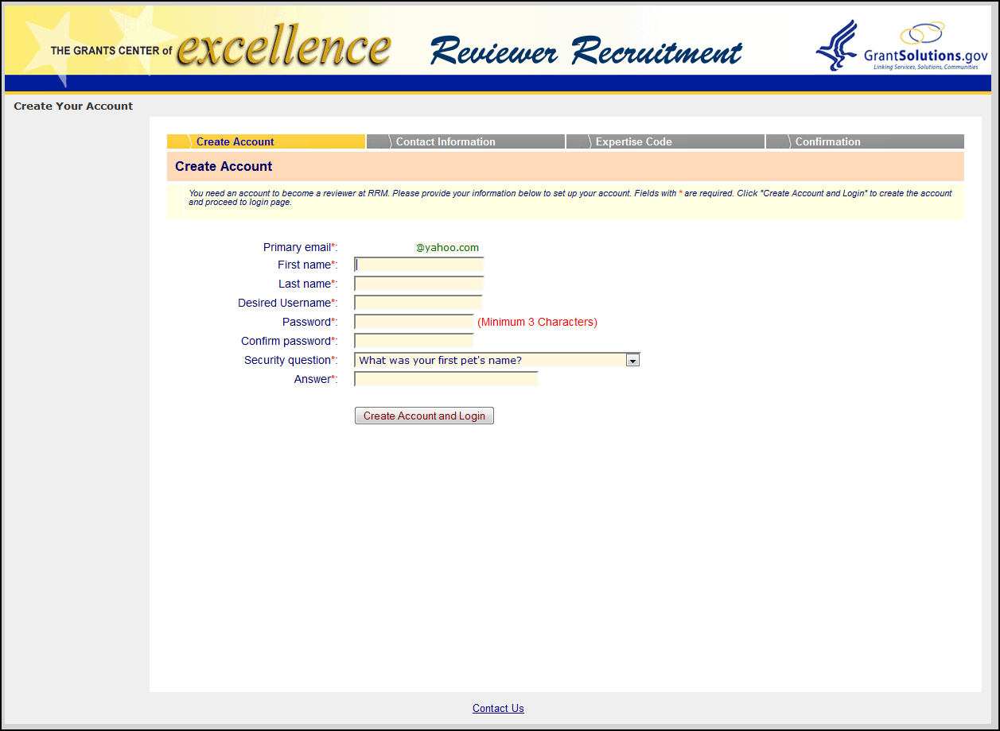 THE GRANTS CENTER of excellence
Reviewer Recruitment
GrantSolutions.gov
Linking Services, Solutions, Communities
Create Your Account
Create Account
Contact Information
Expertise Code
Confirmation
Create Account
You need an account to become a reviewer at RRM. Please provide your information below to set up your account. Fields with * are required. Click "Create Account and Login" to create the account
and proceed to login page.
Primary email*: @yahoo.com
First name*:
Last name*:
Desired Username*:
Password*: (Minimum 3 Characters)
Confirm password*:
Security question*: What was your first pet's name?
Answer*:
Create Account and Login
Contact Us